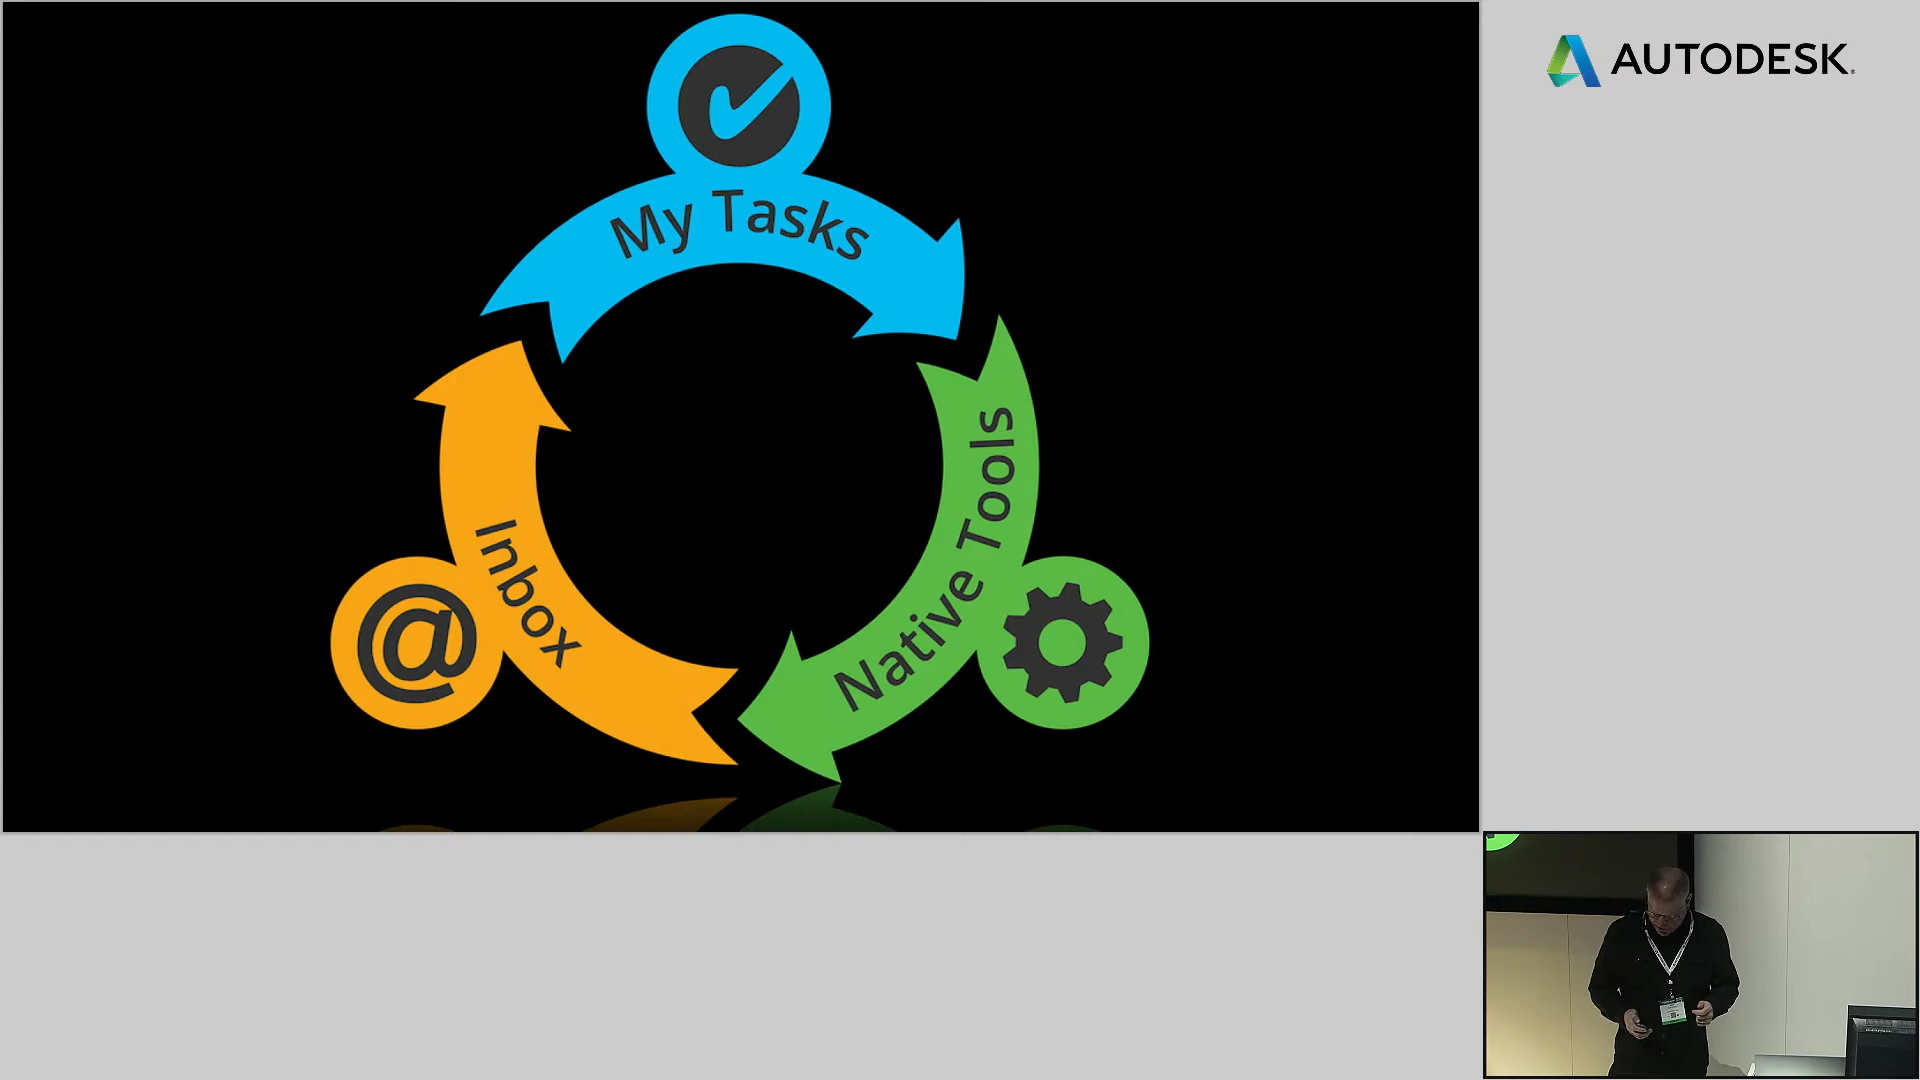 AUTODESK
My Tasks
Native Tools
Inbox
@